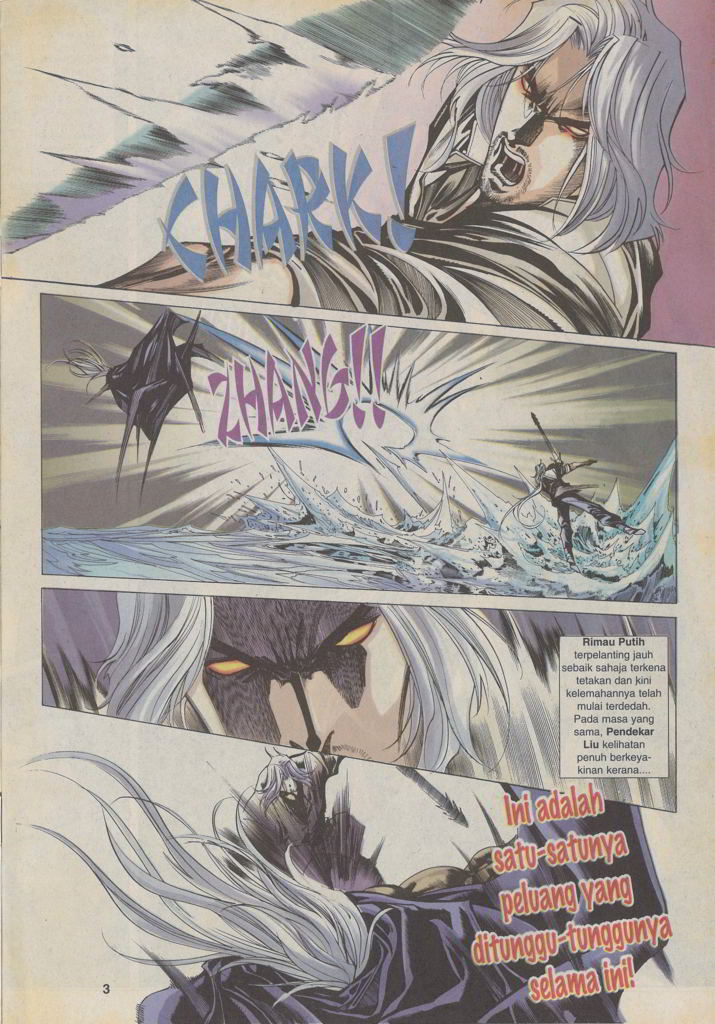 CHARK!
ZHANG!!
Rimau Putih
terpelanting jauh
sebaik sahaja terkena
tetakan dan kini
kelemahannya telah
mulai terdedah.
Pada masa yang
sama, Pendekar
Liu kelihatan
penuh berkeya-
kinan kerana....
Ini adalah
satu-satunya
peluang yang
ditunggu-tunggunya
selama ini!
3